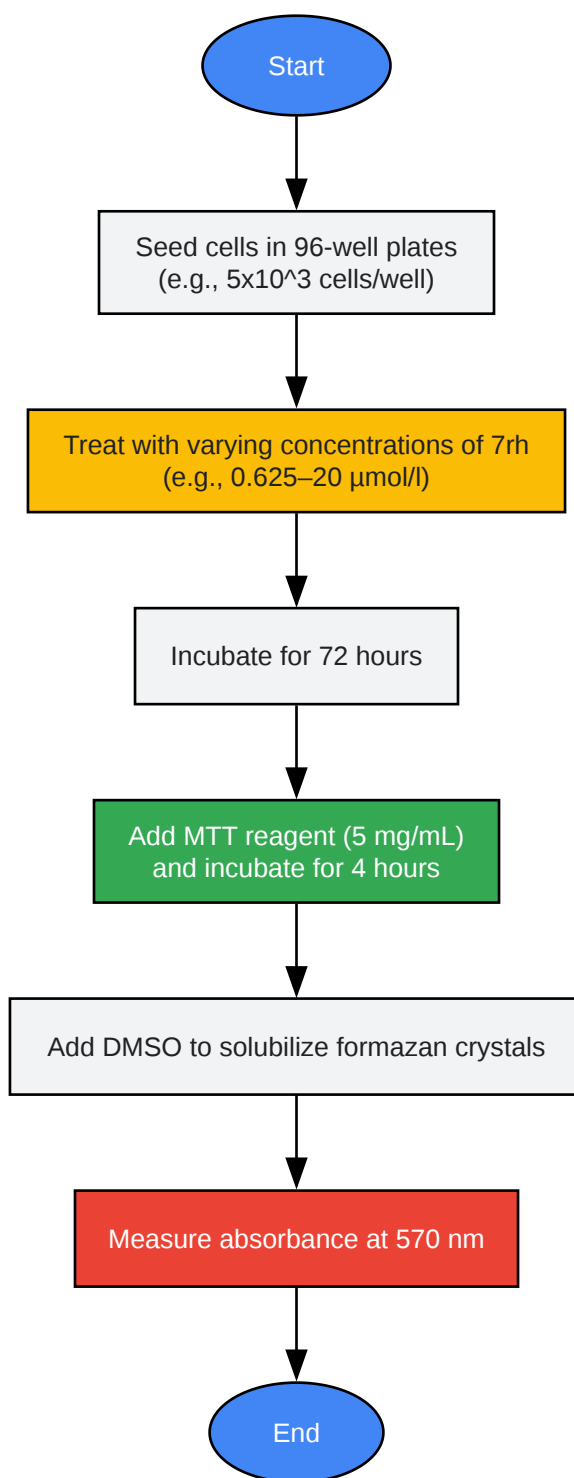 Start
Seed cells in 96-well plates
(e.g., 5x10^3 cells/well)
Treat with varying concentrations of 7rh
(e.g., 0.625–20 µmol/l)
Incubate for 72 hours
Add MTT reagent (5 mg/mL)
and incubate for 4 hours
Add DMSO to solubilize formazan crystals
Measure absorbance at 570 nm
End